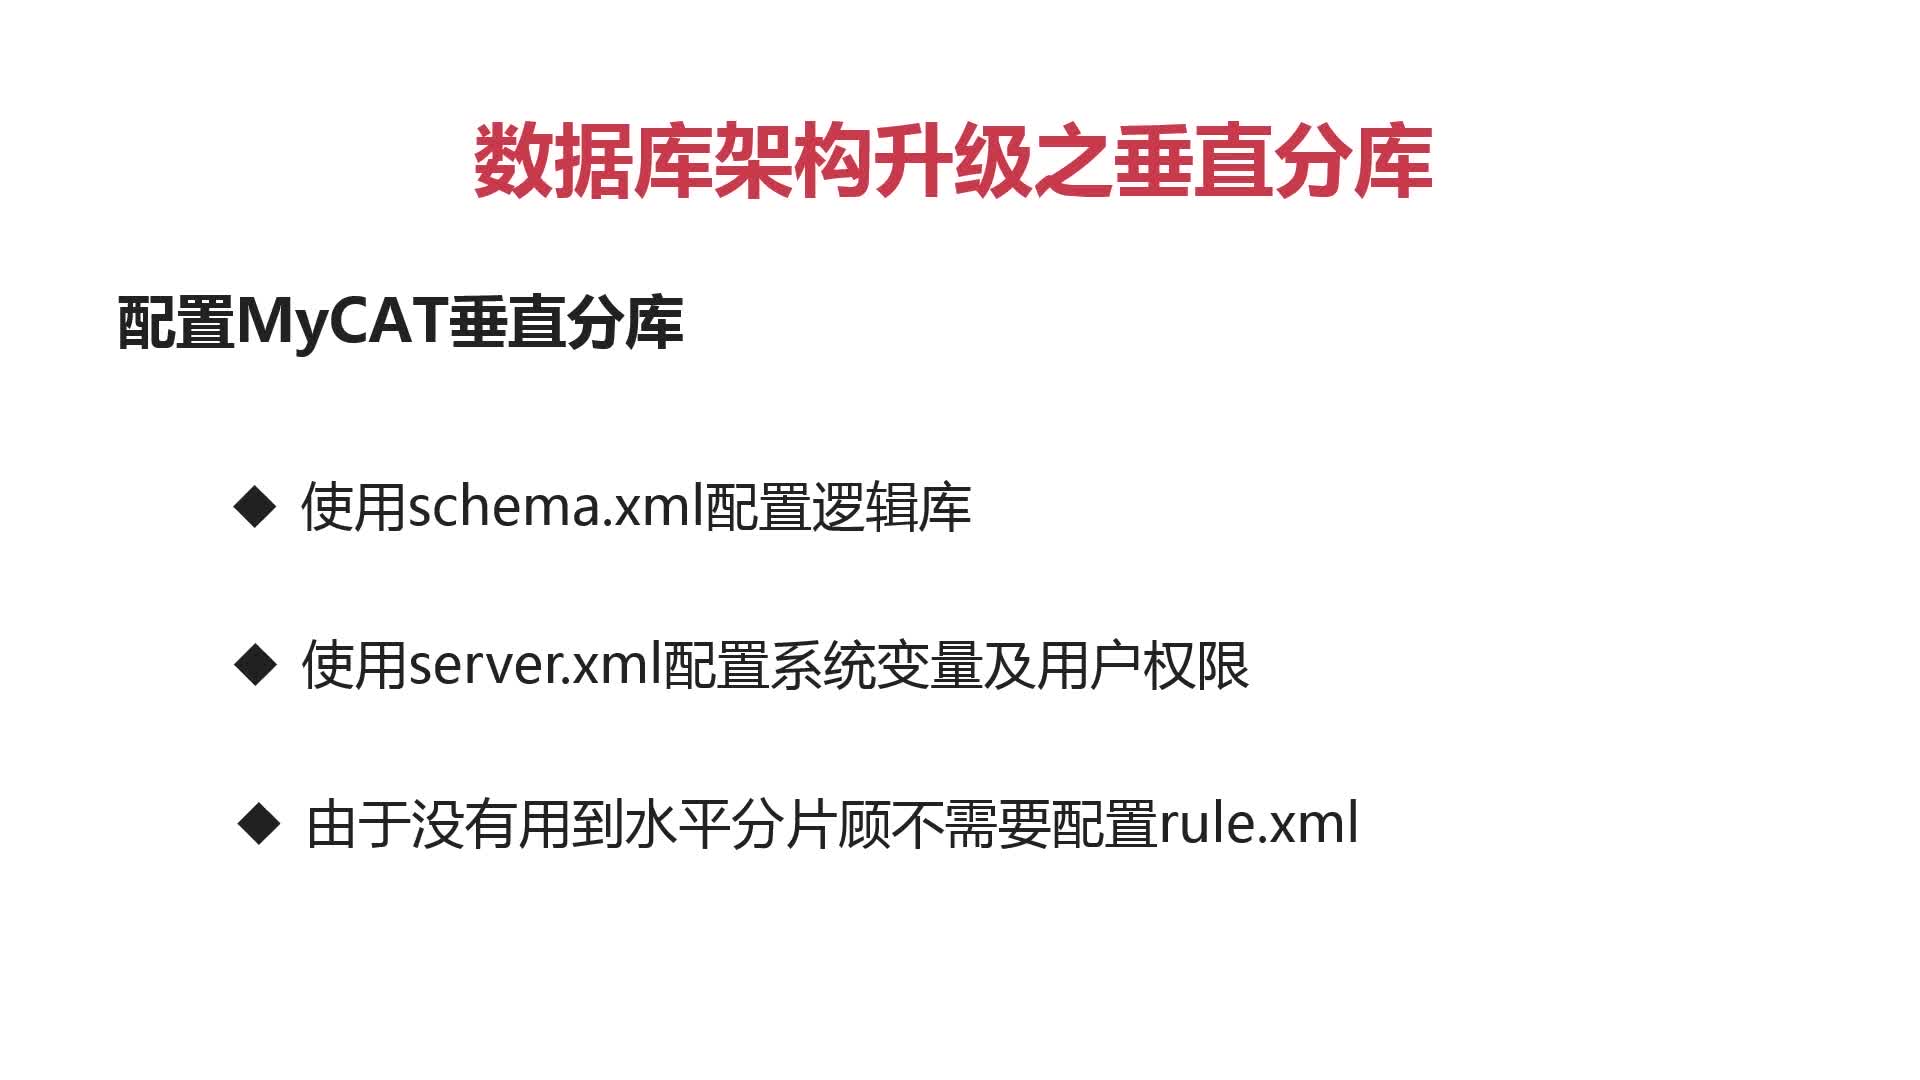 数据库架构升级之垂直分库
配置MyCAT垂直分库
◆ 使用schema.xml配置逻辑库
◆ 使用server.xml配置系统变量及用户权限
◆ 由于没有用到水平分片顾不需要配置rule.xml